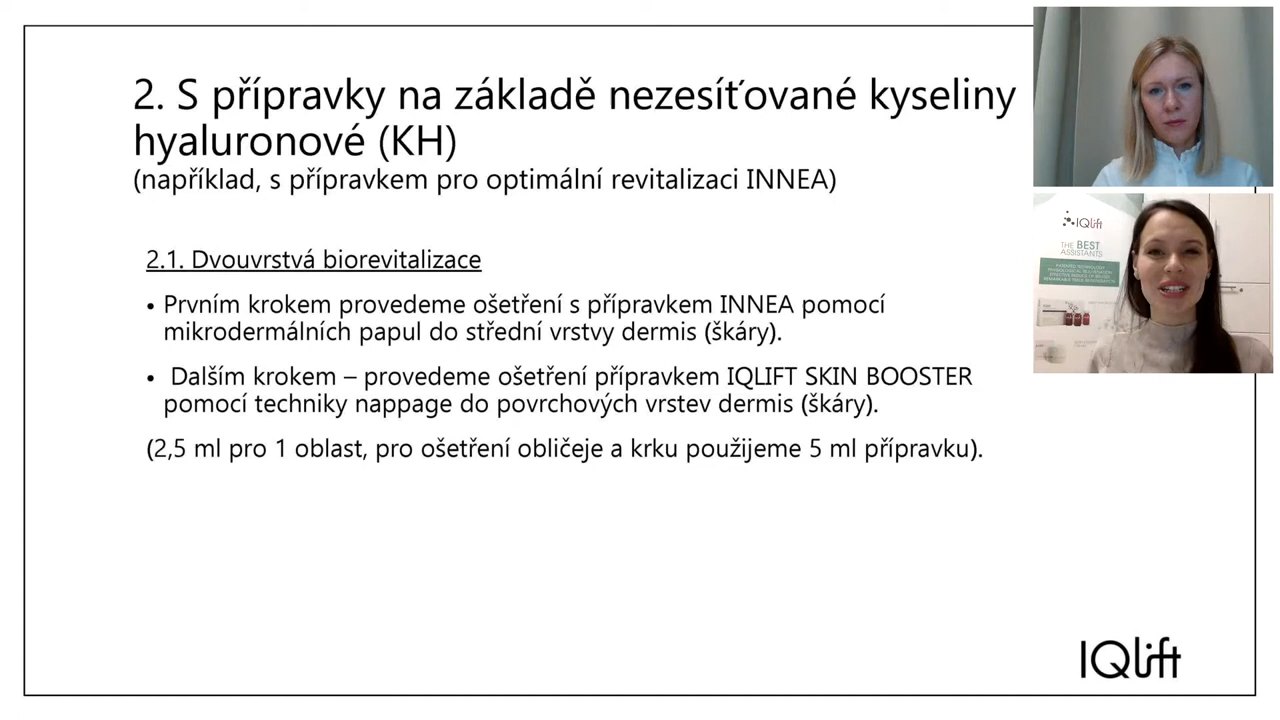 2. S přípravky na základě nezesíťované kyseliny
hyaluronové (KH)
(například, s přípravkem pro optimální revitalizaci INNEA)
2.1. Dvouvrstvá biorevitalizace
• Prvním krokem provedeme ošetření s přípravkem INNEA pomocí
mikrodermálních papul do střední vrstvy dermis (škáry).
• Dalším krokem – provedeme ošetření přípravkem IQLIFT SKIN BOOSTER
pomocí techniky nappage do povrchových vrstev dermis (škáry).
(2,5 ml pro 1 oblast, pro ošetření obličeje a krku použijeme 5 ml přípravku).
IQlift
IQlift
THE BEST
ASSISTANTS